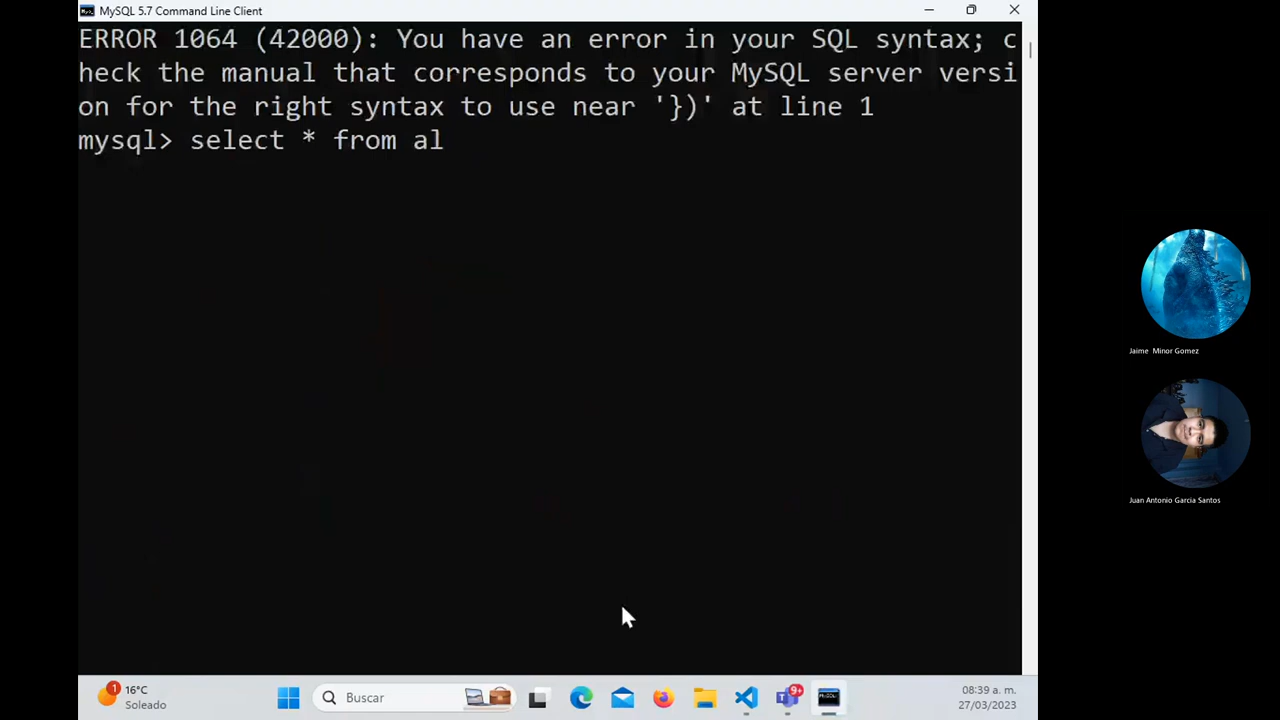 MySQL 5.7 Command Line Client
ERROR 1064 (42000): You have an error in your SQL syntax; c
heck the manual that corresponds to your MySQL server versi
on for the right syntax to use near '})' at line 1
mysql> select * from al
Jaime Minor Gomez
Juan Antonio Garcia Santos
1
16°C
Soleado
Buscar
9+
08:39 a. m.
27/03/2023